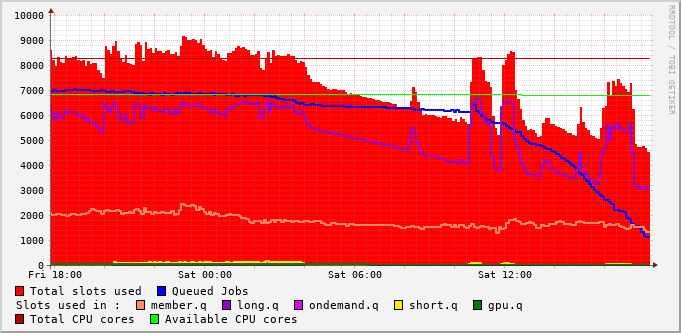 10000
9000
8000
7000
6000
5000
4000
3000
2000
1000
0
Fri 18:00 Sat 00:00 Sat 06:00 Sat 12:00
Total slots used Queued Jobs
Slots used in : member.q long.q ondemand.q short.q gpu.q
Total CPU cores Available CPU cores
RRDTOOL / TOBI OETIKER